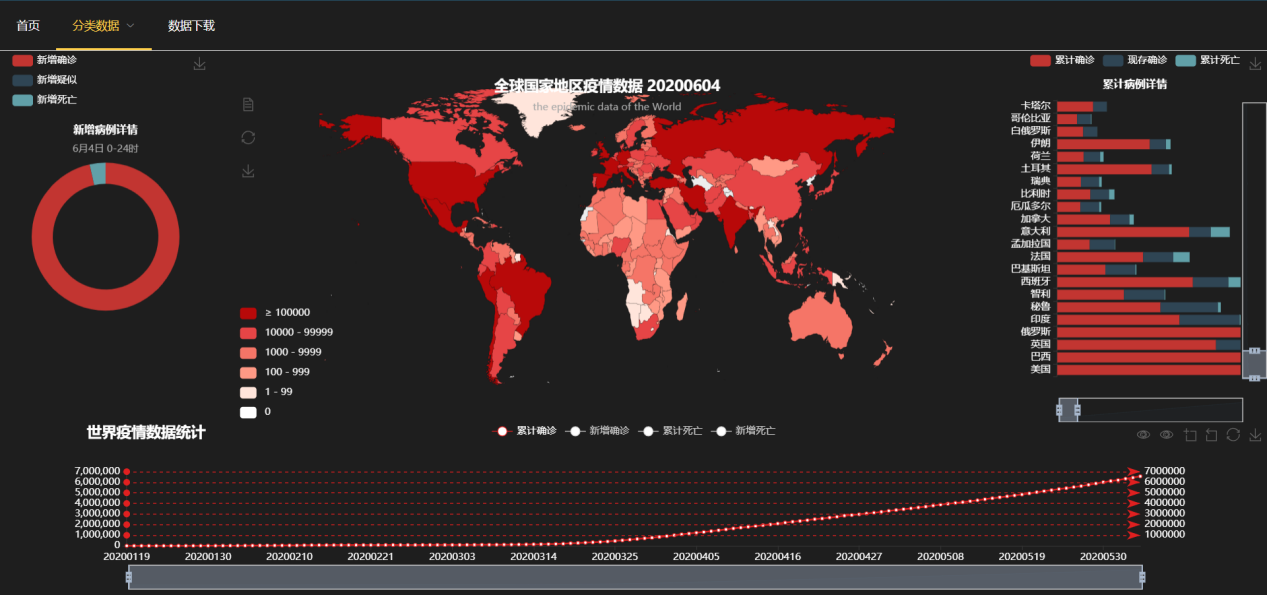 首页
分类数据
数据下载
新增确诊
新增疑似
新增死亡
新增病例详情
6月4日 0-24时
全球国家地区疫情数据 20200604
the epidemic data of the World
≥ 100000
10000 - 99999
1000 - 9999
100 - 999
1 - 99
0
累计确诊
现存确诊
累计死亡
累计病例详情
卡塔尔
哥伦比亚
白俄罗斯
伊朗
荷兰
土耳其
瑞典
比利时
厄瓜多尔
加拿大
意大利
孟加拉国
法国
巴基斯坦
西班牙
智利
秘鲁
印度
俄罗斯
英国
巴西
美国
世界疫情数据统计
累计确诊
新增确诊
累计死亡
新增死亡
7,000,000
6,000,000
5,000,000
4,000,000
3,000,000
2,000,000
1,000,000
0
7000000
6000000
5000000
4000000
3000000
2000000
1000000
20200119
20200130
20200210
20200221
20200303
20200314
20200325
20200405
20200416
20200427
20200508
20200519
20200530